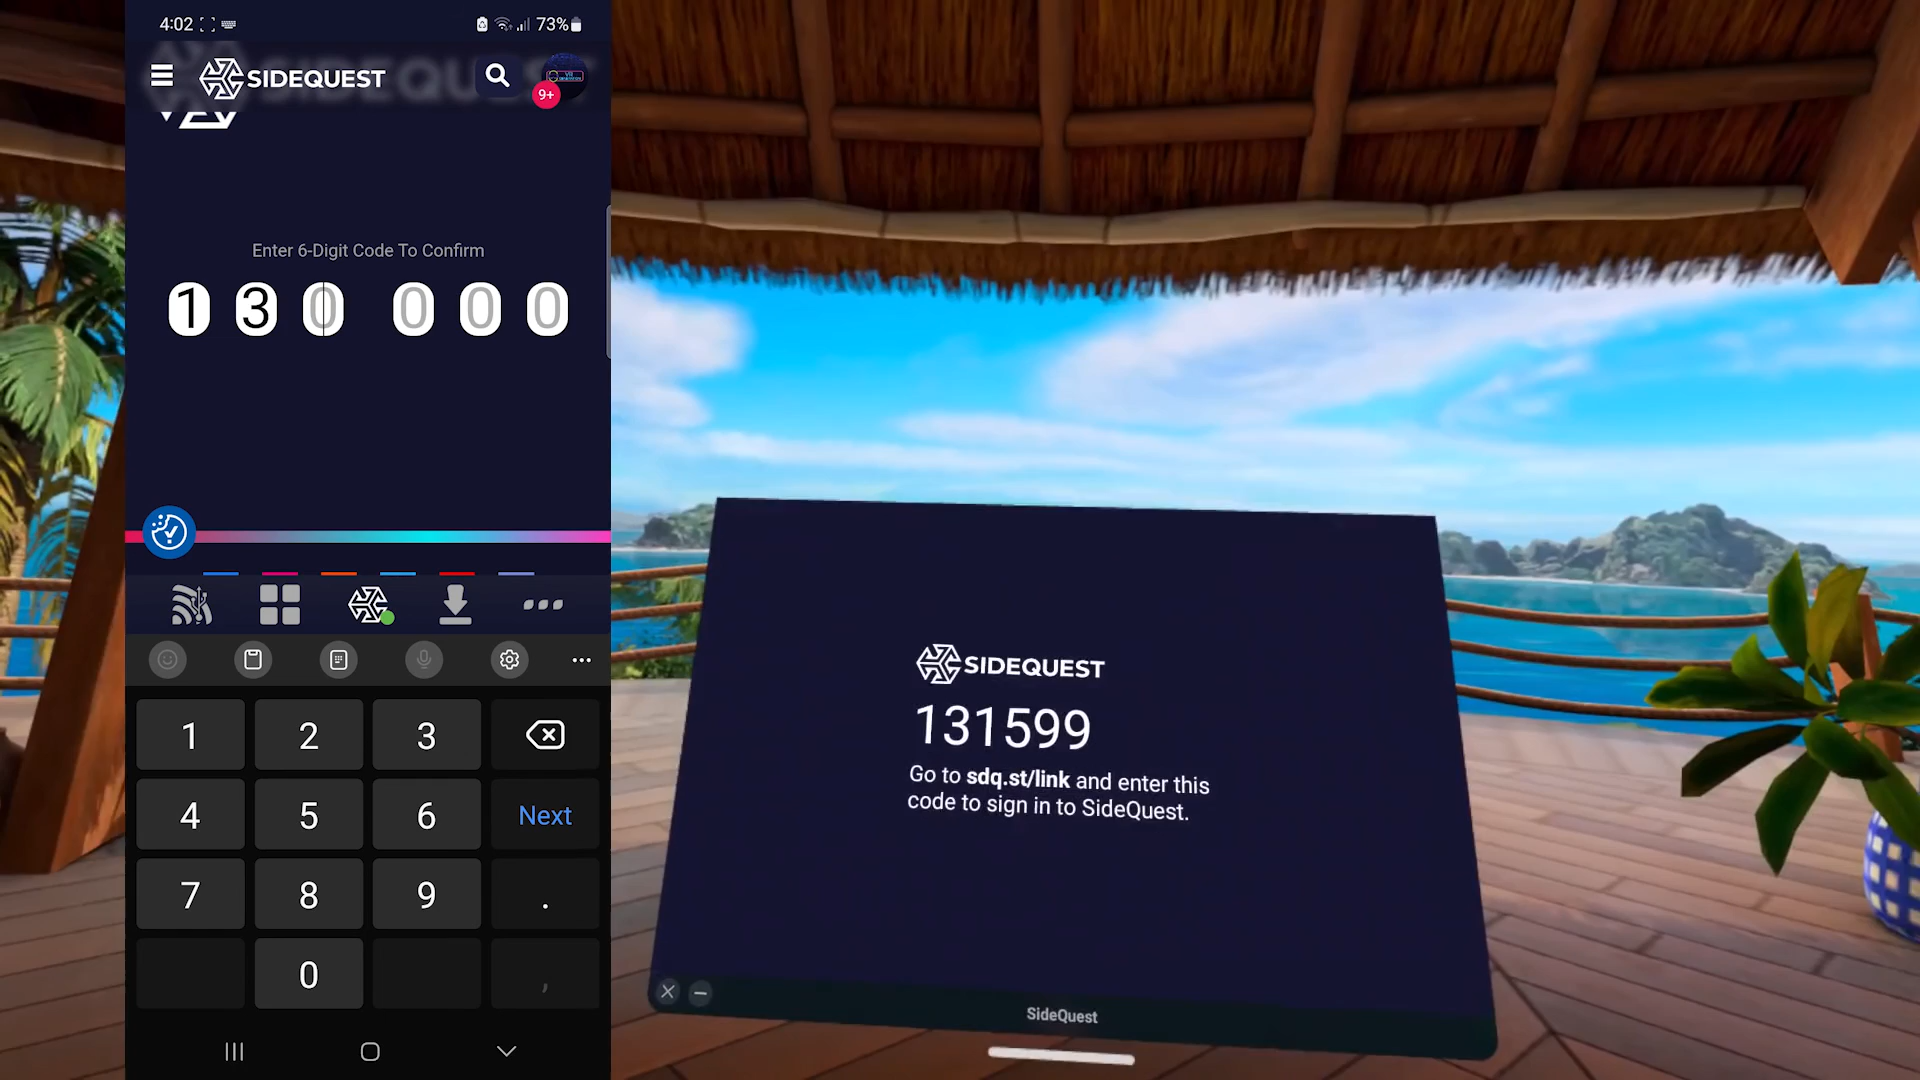 4:02
73%
SIDEQUEST
9+
Enter 6-Digit Code To Confirm
1 3 0 0 0 0
1 2 3
4 5 6 Next
7 8 9 .
0 ,
SIDEQUEST
131599
Go to sdq.st/link and enter this
code to sign in to SideQuest.
SideQuest